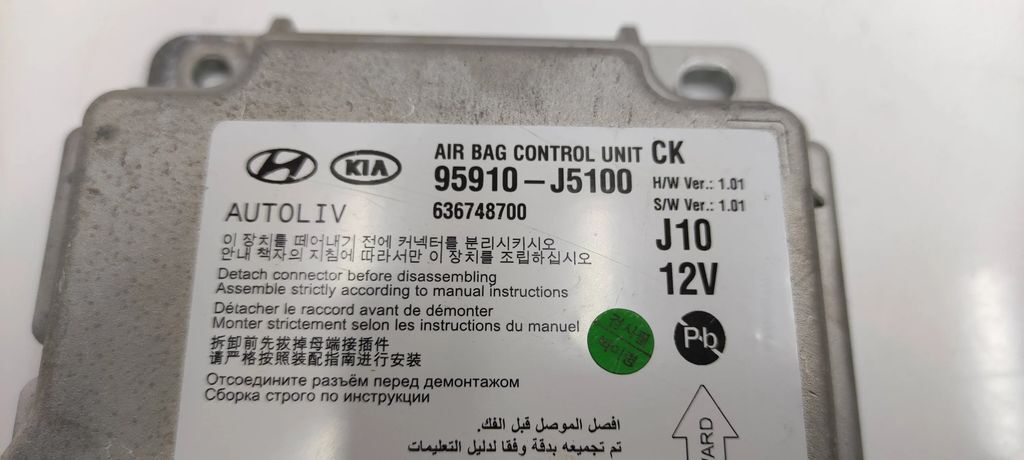 KIA
AIR BAG CONTROL UNIT CK
95910-J5100
H/W Ver.: 1.01
S/W Ver.: 1.01
AUTOLIV
636748700
J10
12V
이 장치를 떼어내기 전에 커넥터를 분리시키시오
안내 책자의 지침에 따라서만 이 장치를 조립하십시오
Detach connector before disassembling
Assemble strictly according to manual instructions
Détacher le raccord avant de démonter
Monter strictement selon les instructions du manuel
Pb
拆卸前先拔掉母端接插件
请严格按照装配指南进行安装
Отсоедините разъём перед демонтажом
Сборка строго по инструкции
افصل الموصل قبل الفك.
تم تجميعه بدقة وفقا لدليل التعليمات